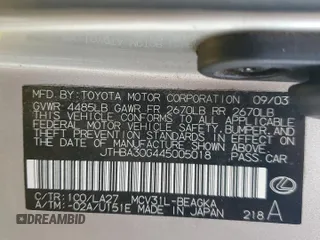 MFD BY: TOYOTA MOTOR CORPORATION 09/03
GVWR 4485LB GAWR FR 2670LB RR 2670LB
THIS VEHICLE CONFORMS TO ALL APPLICABLE
FEDERAL MOTOR VEHICLE SAFETY, BUMPER, AND
THEFT PREVENTION STANDARDS IN EFFECT ON
THE DATE OF MANUFACTURE SHOWN ABOVE.
JTHBA30G445005018 PASS. CAR
C/TR: 1C0/LA27 MCV31L-BEAGKA
A/TM: -02A/U151E MADE IN JAPAN 218 A
DREAMBID